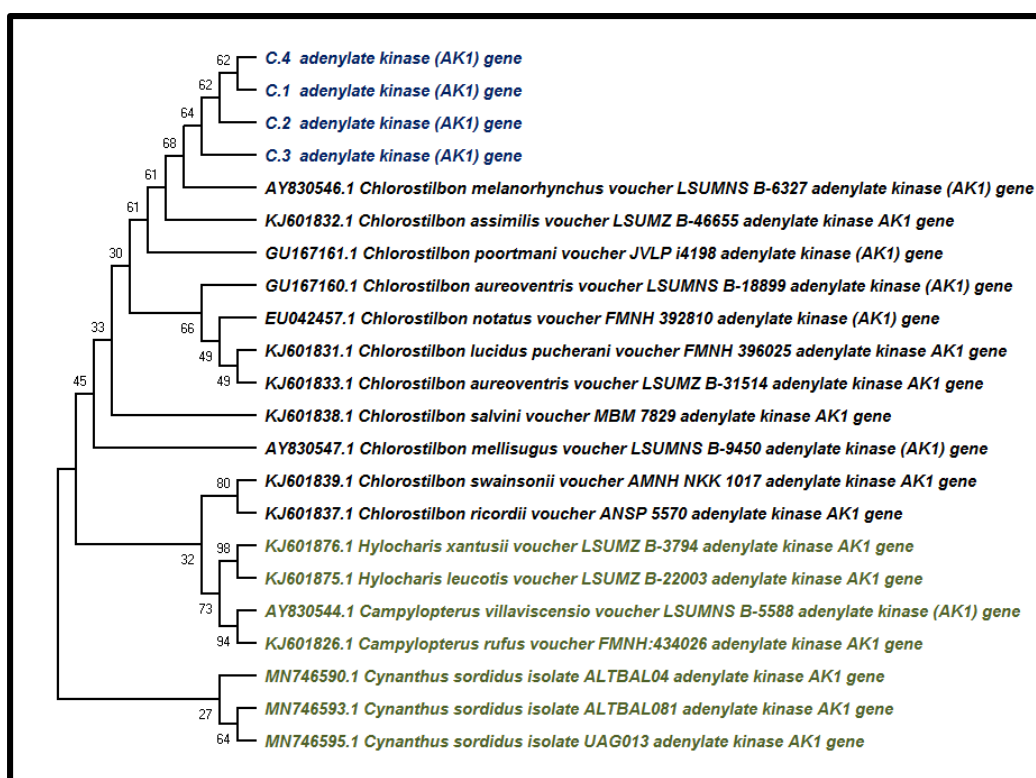 62
C.4 adenylate kinase (AK1) gene
62
C.1 adenylate kinase (AK1) gene
64
C.2 adenylate kinase (AK1) gene
68
C.3 adenylate kinase (AK1) gene
61
AY830546.1 Chlorostilbon melanorhynchus voucher LSUMNS B-6327 adenylate kinase (AK1) gene
61
KJ601832.1 Chlorostilbon assimilis voucher LSUMZ B-46655 adenylate kinase AK1 gene
30
GU167161.1 Chlorostilbon poortmani voucher JVLP i4198 adenylate kinase (AK1) gene
GU167160.1 Chlorostilbon aureoventris voucher LSUMNS B-18899 adenylate kinase (AK1) gene
66
EU042457.1 Chlorostilbon notatus voucher FMNH 392810 adenylate kinase (AK1) gene
33
49
KJ601831.1 Chlorostilbon lucidus pucherani voucher FMNH 396025 adenylate kinase AK1 gene
49
KJ601833.1 Chlorostilbon aureoventris voucher LSUMZ B-31514 adenylate kinase AK1 gene
45
KJ601838.1 Chlorostilbon salvini voucher MBM 7829 adenylate kinase AK1 gene
AY830547.1 Chlorostilbon mellisugus voucher LSUMNS B-9450 adenylate kinase (AK1) gene
80
KJ601839.1 Chlorostilbon swainsonii voucher AMNH NKK 1017 adenylate kinase AK1 gene
KJ601837.1 Chlorostilbon ricordii voucher ANSP 5570 adenylate kinase AK1 gene
32
98
KJ601876.1 Hylocharis xantusii voucher LSUMZ B-3794 adenylate kinase AK1 gene
KJ601875.1 Hylocharis leucotis voucher LSUMZ B-22003 adenylate kinase AK1 gene
73
AY830544.1 Campylopterus villaviscensio voucher LSUMNS B-5588 adenylate kinase (AK1) gene
94
KJ601826.1 Campylopterus rufus voucher FMNH:434026 adenylate kinase AK1 gene
MN746590.1 Cynanthus sordidus isolate ALTBAL04 adenylate kinase AK1 gene
27
MN746593.1 Cynanthus sordidus isolate ALTBAL081 adenylate kinase AK1 gene
64
MN746595.1 Cynanthus sordidus isolate UAG013 adenylate kinase AK1 gene